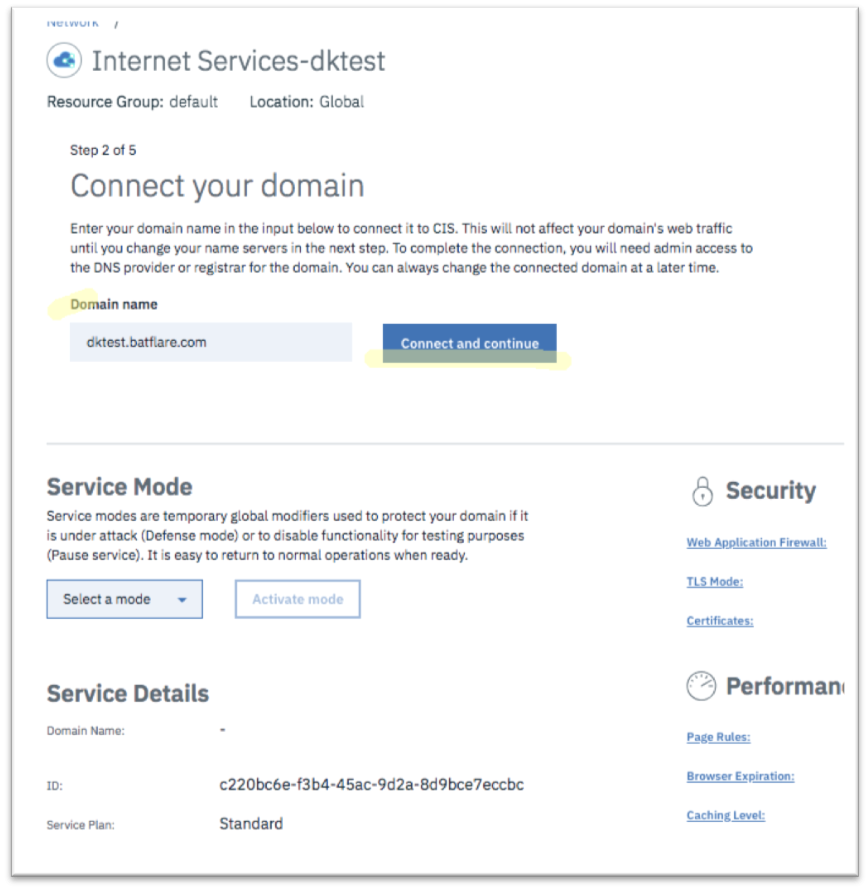 Network /
Internet Services-dktest
Resource Group: default Location: Global
Step 2 of 5
Connect your domain
Enter your domain name in the input below to connect it to CIS. This will not affect your domain's web traffic
until you change your name servers in the next step. To complete the connection, you will need admin access to
the DNS provider or registrar for the domain. You can always change the connected domain at a later time.
Domain name
dktest.batflare.com
Connect and continue
Service Mode
Service modes are temporary global modifiers used to protect your domain if it
is under attack (Defense mode) or to disable functionality for testing purposes
(Pause service). It is easy to return to normal operations when ready.
Select a mode
Activate mode
Service Details
Domain Name: -
ID: c220bc6e-f3b4-45ac-9d2a-8d9bce7eccbc
Service Plan: Standard
Security
Web Application Firewall:
TLS Mode:
Certificates:
Performan
Page Rules:
Browser Expiration:
Caching Level: